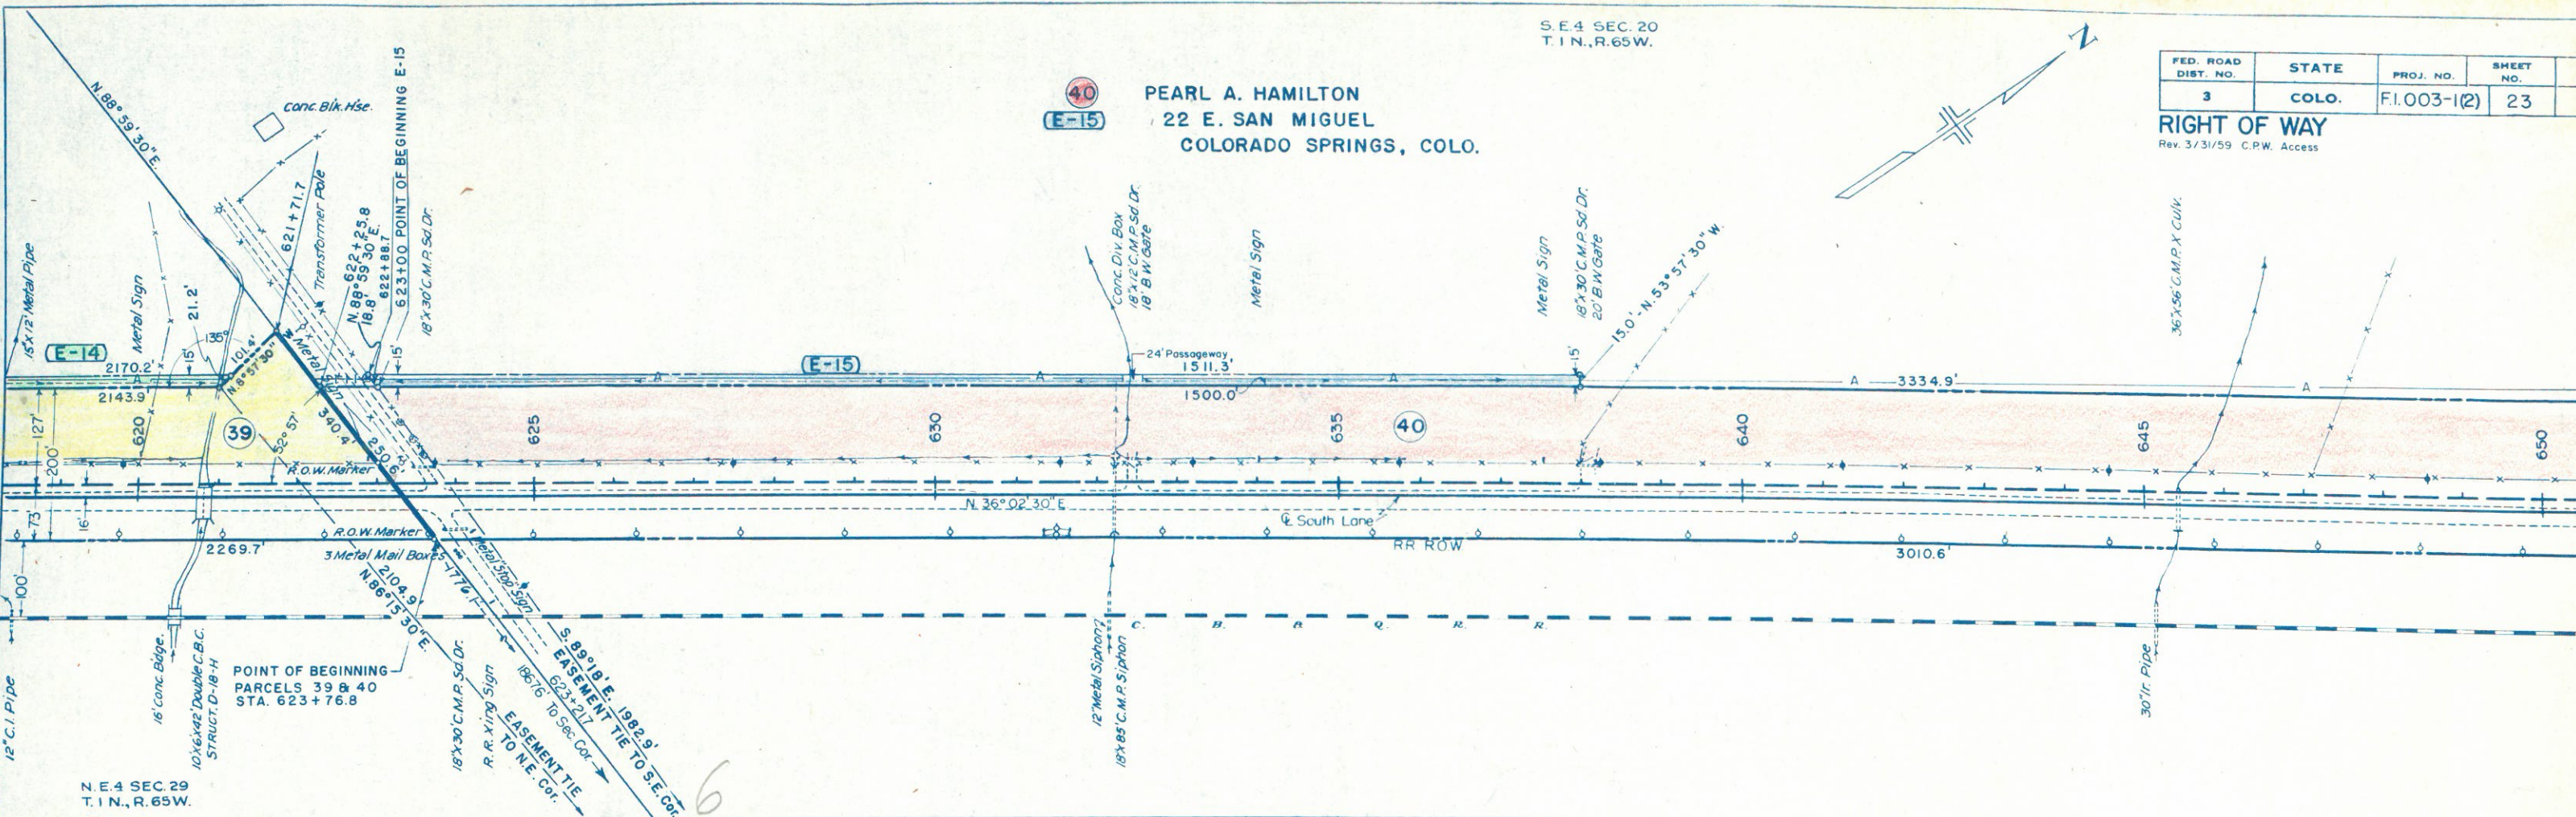 S.E.4 SEC. 20
T. 1 N., R. 65W.
N
FED. ROAD DIST. NO.
STATE
PROJ. NO.
SHEET NO.
3
COLO.
F.I.003-1(2)
23
RIGHT OF WAY
Rev. 3/31/59 C.P.W. Access
40
PEARL A. HAMILTON
E-15
22 E. SAN MIGUEL
COLORADO SPRINGS, COLO.
N.88°59'30"E.
Conc. Blk. Hse.
621+71.7
Transformer Pole
N.88°59'30"E.
18.8'
622+25.8
622+88.7
623+00 POINT OF BEGINNING E-15
18"X30' C.M.P. Sd. Dr.
15"X12' Metal Pipe
Metal Sign
21.2'
135°
101.4'
N.8°57'30"
15'
15'
E-14
2170.2'
A
2143.9'
127'
200'
73'
16'
100'
620
39
52°57'
340.4'
250.6'
R.O.W. Marker
R.O.W. Marker
3 Metal Mail Boxes
2269.7'
1776.1'
2104.9'
N.86°15'30"E.
Metal "Stop" Sign
Conc. Div. Box
18"X12' C.M.P. Sd. Dr.
18' B.W. Gate
Metal Sign
Metal Sign
18"X30' C.M.P. Sd. Dr.
20' B.W. Gate
15.0'-N.53°57'30"W.
36"X56' C.M.P. X Culv.
E-15
A
A
A
A
24' Passageway
1511.3'
1500.0'
15'
A
3334.9'
A
625
630
635
40
640
645
650
N. 36°02'30"E
℄ South Lane
RR ROW
3010.6'
C. B. & Q. R. R.
12" C.I. Pipe
16' Conc. Bdge.
10'X6'X42' Double C.B.C.
STRUCT. D-18-H
POINT OF BEGINNING
PARCELS 39 & 40
STA. 623+76.8
18"X30' C.M.P. Sd. Dr.
R.R. X'ing Sign
EASEMENT TIE
TO N.E. Cor.
1867.6' To Sec. Cor.
623+21.7
EASEMENT TIE TO S.E. Cor.
S.89°18'E. 1982.9'
12" Metal Siphon
18"X85' C.M.P. Siphon
30" Ir. Pipe
N.E.4 SEC. 29
T. 1 N., R. 65W.
6